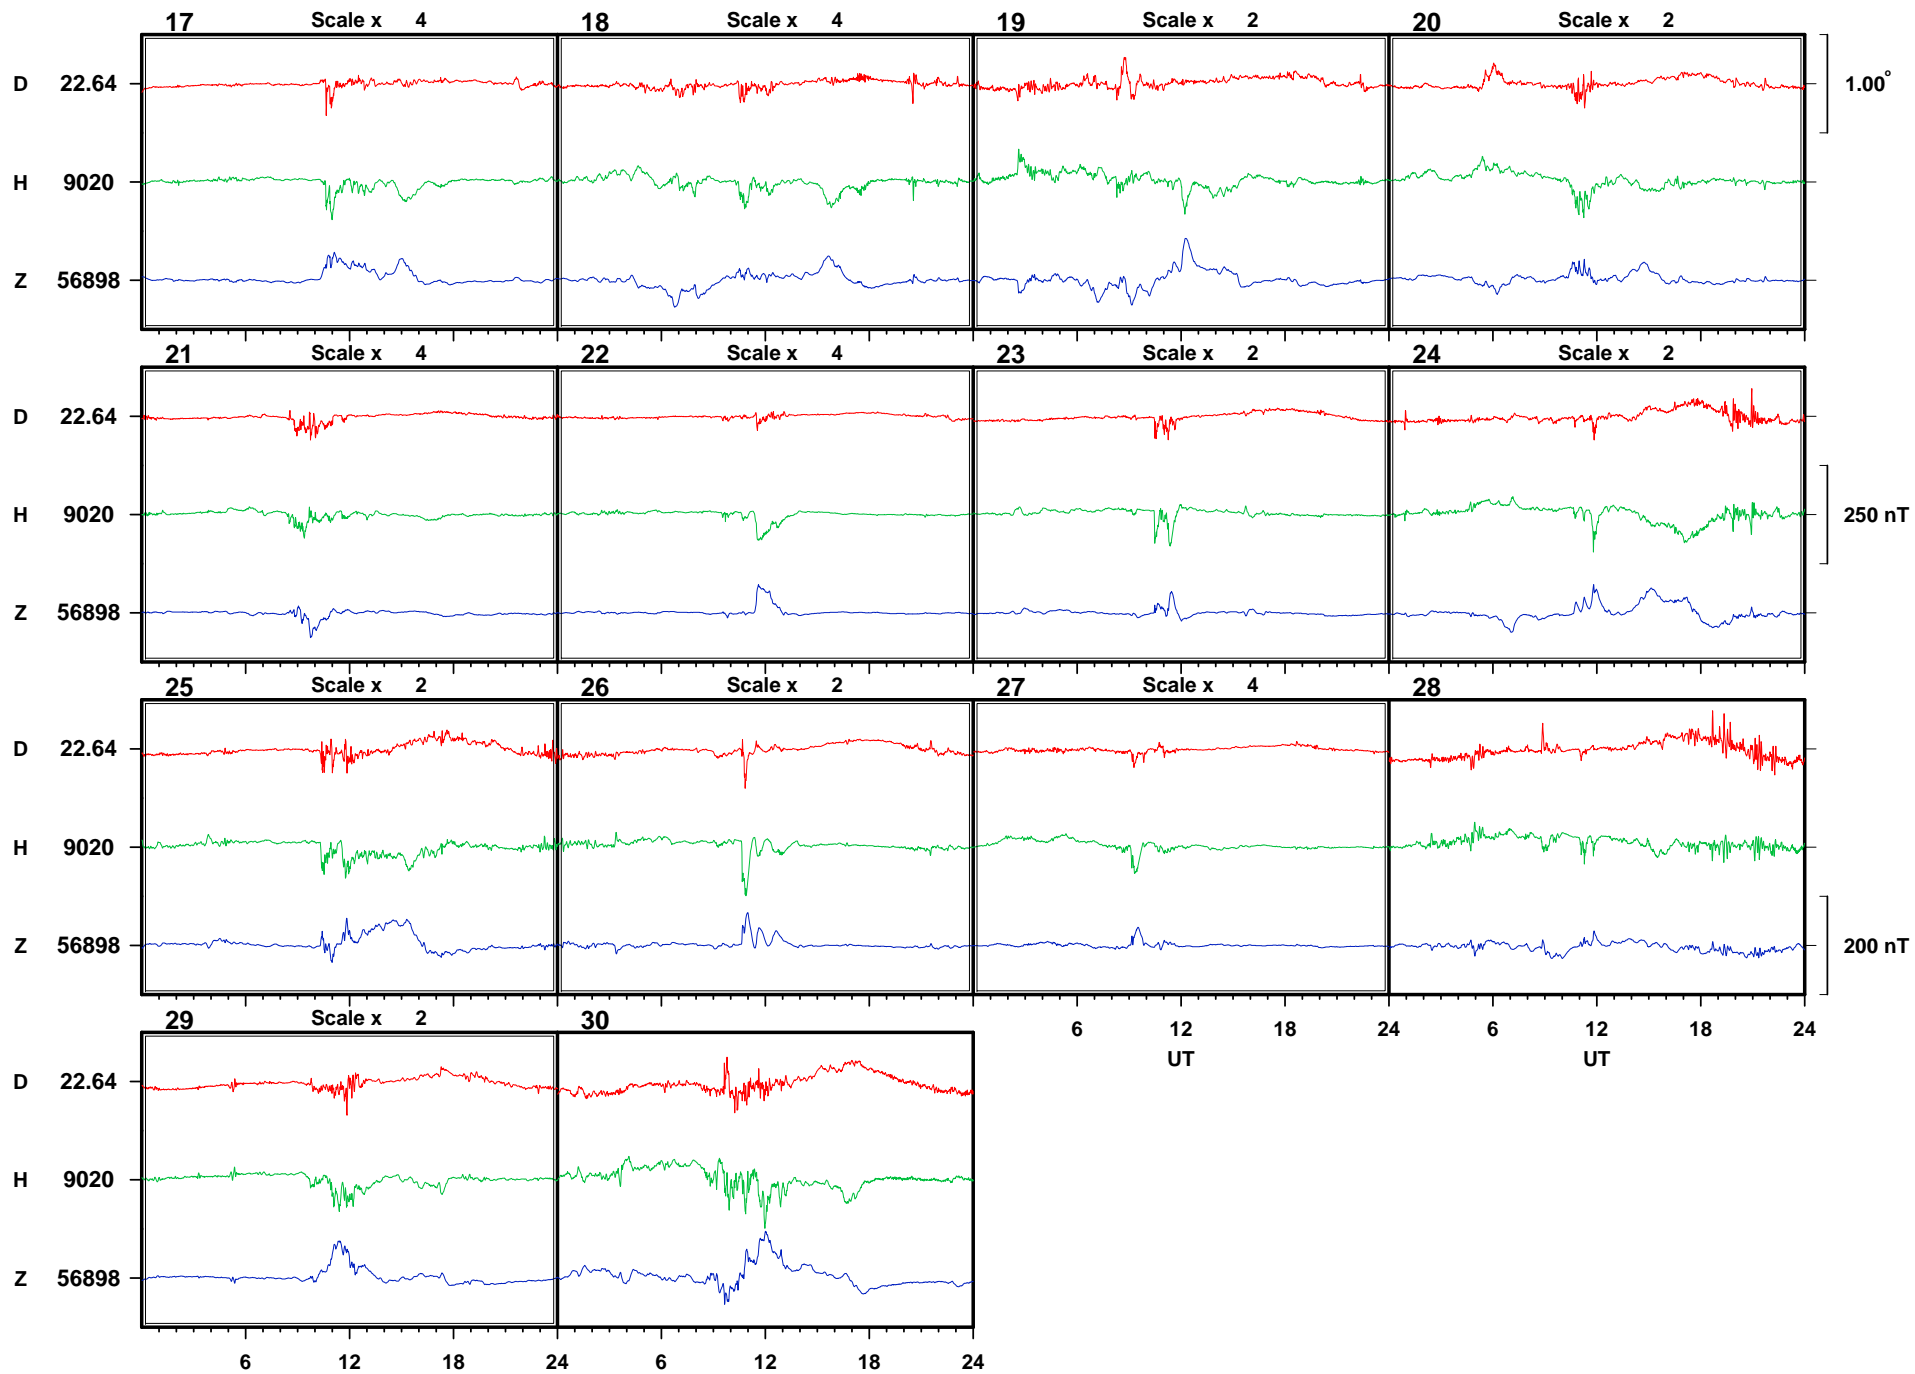 17 Scale x 4 18 Scale x 4 19 Scale x 2 20 Scale x 2
D 22.64 1.00°
H 9020
Z 56898
21 Scale x 4 22 Scale x 4 23 Scale x 2 24 Scale x 2
D 22.64
H 9020 250 nT
Z 56898
25 Scale x 2 26 Scale x 2 27 Scale x 4 28
D 22.64
H 9020
Z 56898 200 nT
29 Scale x 2 30 6 12 18 24 6 12 18 24
UT UT
D 22.64
H 9020
Z 56898
6 12 18 24 6 12 18 24